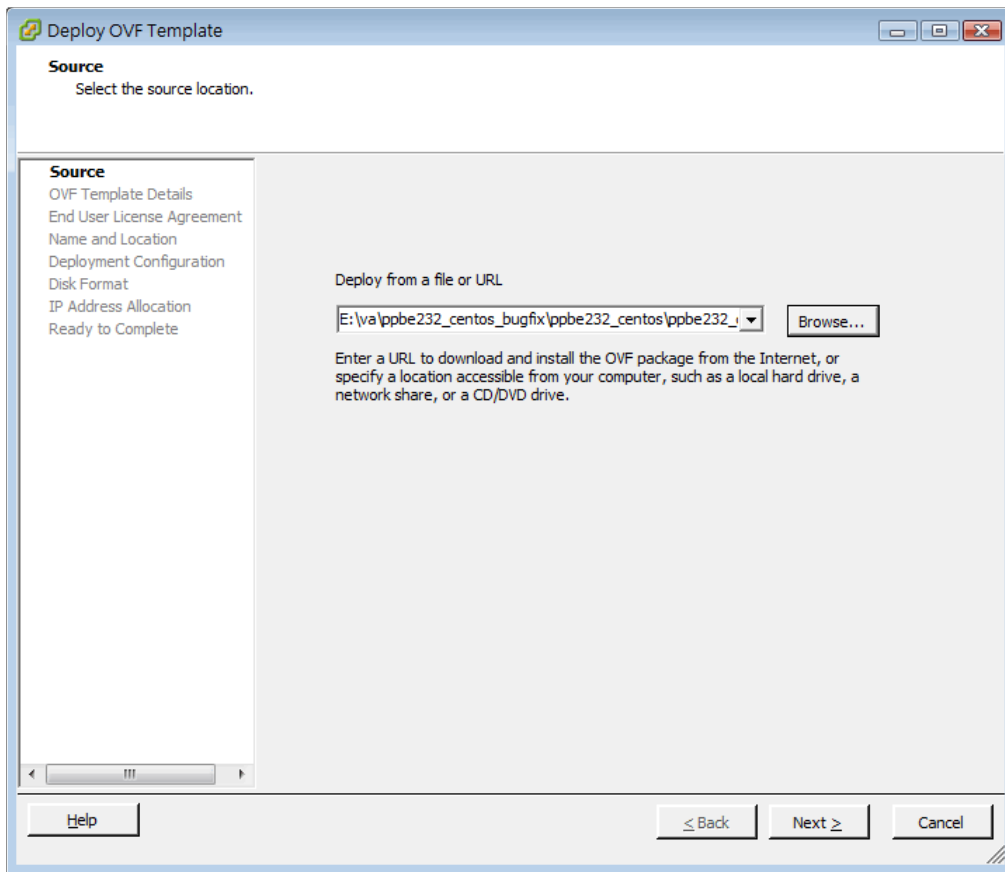 Deploy OVF Template
Source
Select the source location.
Source
OVF Template Details
End User License Agreement
Name and Location
Deployment Configuration
Disk Format
IP Address Allocation
Ready to Complete
Deploy from a file or URL
E:\va\ppbe232_centos_bugfix\ppbe232_centos\ppbe232_
Browse...
Enter a URL to download and install the OVF package from the Internet, or
specify a location accessible from your computer, such as a local hard drive, a
network share, or a CD/DVD drive.
Help
< Back
Next >
Cancel